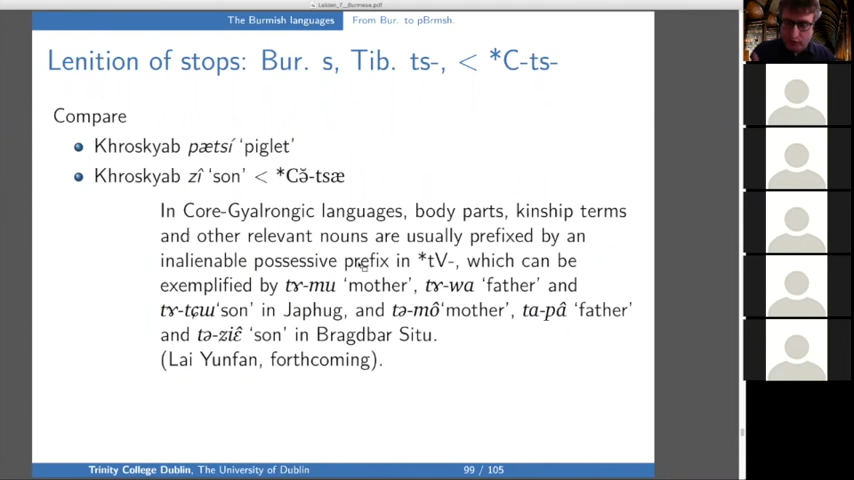 Leiden_7__Burmese.pdf
The Burmish languages From Bur. to pBrmsh.
Lenition of stops: Bur. s, Tib. ts-, < *C-ts-
Compare
Khroskyab pætsí ‘piglet’
Khroskyab zî ‘son’ < *Cə̌-tsæ
In Core-Gyalrongic languages, body parts, kinship terms
and other relevant nouns are usually prefixed by an
inalienable possessive prefix in *tV-, which can be
exemplified by tɤ-mu ‘mother’, tɤ-wa ‘father’ and
tɤ-tɕɯ‘son’ in Japhug, and tə-mô‘mother’, ta-pâ ‘father’
and tə-ziɛ̂ ‘son’ in Bragdbar Situ.
(Lai Yunfan, forthcoming).
Trinity College Dublin, The University of Dublin 99 / 105